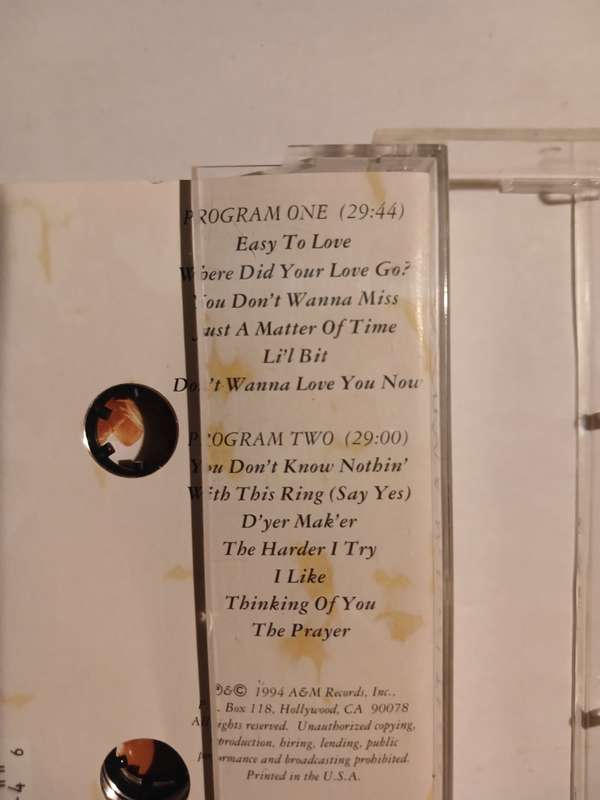 PROGRAM ONE (29:44)
Easy To Love
Where Did Your Love Go?
You Don't Wanna Miss
Just A Matter Of Time
Li'l Bit
Don't Wanna Love You Now
PROGRAM TWO (29:00)
You Don't Know Nothin'
With This Ring (Say Yes)
D'yer Mak'er
The Harder I Try
I Like
Thinking Of You
The Prayer
℗&© 1994 A&M Records, Inc.,
Box 118, Hollywood, CA 90078
All rights reserved. Unauthorized copying,
reproduction, hiring, lending, public
performance and broadcasting prohibited.
Printed in the U.S.A.